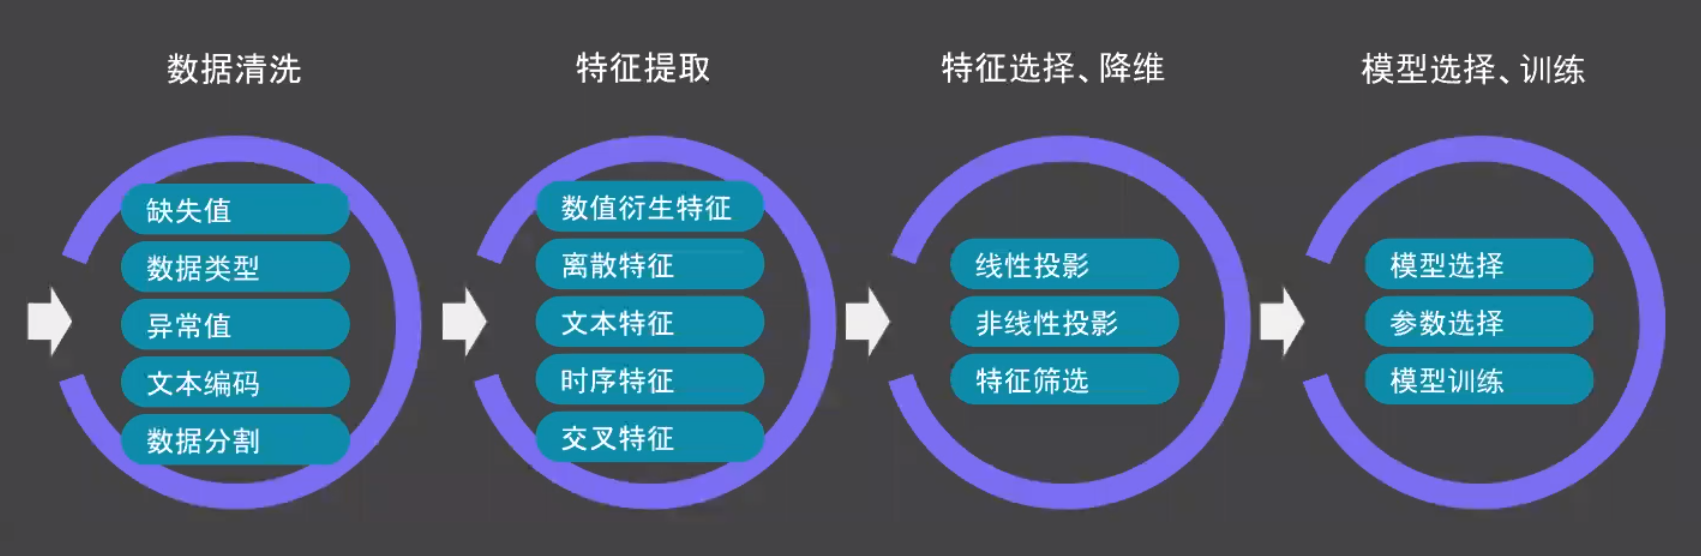 数据清洗
缺失值
数据类型
异常值
文本编码
数据分割
特征提取
数值衍生特征
离散特征
文本特征
时序特征
交叉特征
特征选择、降维
线性投影
非线性投影
特征筛选
模型选择、训练
模型选择
参数选择
模型训练